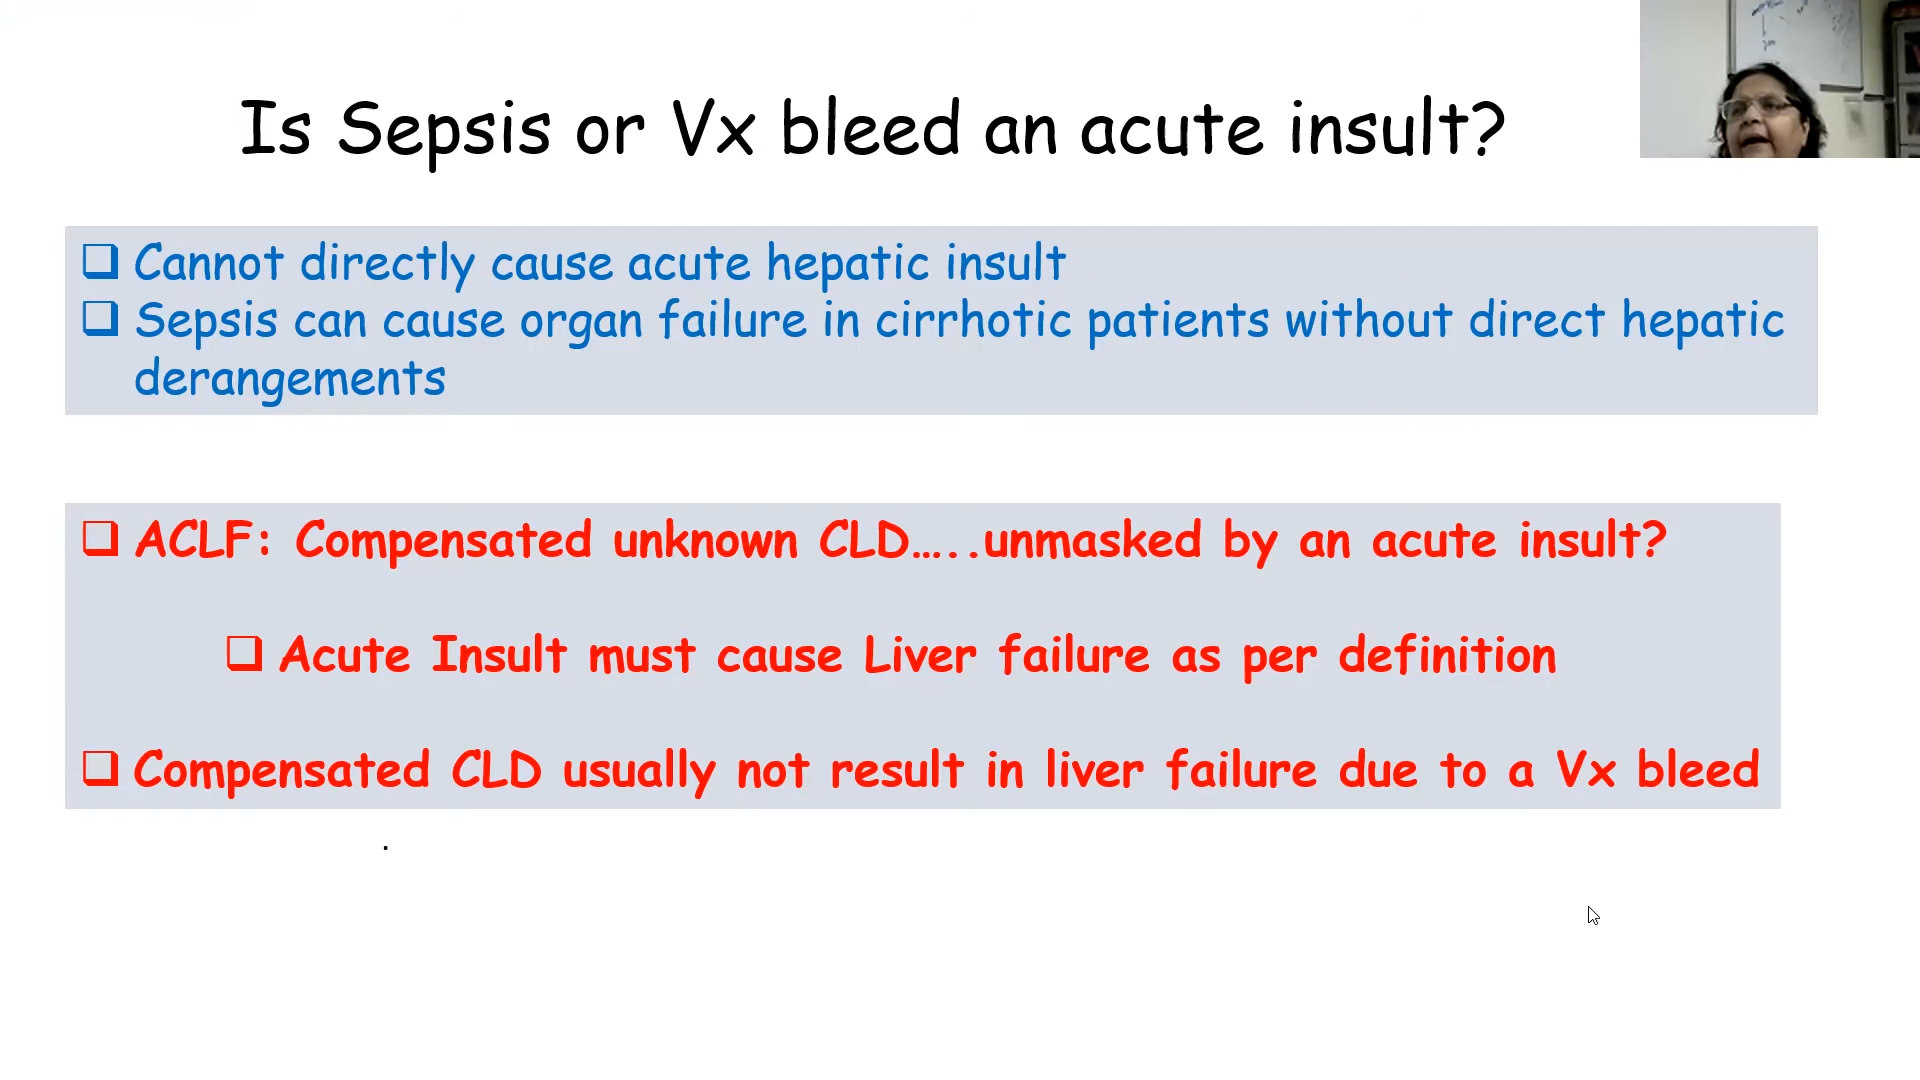 Is Sepsis or Vx bleed an acute insult?
Cannot directly cause acute hepatic insult
Sepsis can cause organ failure in cirrhotic patients without direct hepatic
derangements
ACLF: Compensated unknown CLD.....unmasked by an acute insult?
Acute Insult must cause Liver failure as per definition
Compensated CLD usually not result in liver failure due to a Vx bleed
.